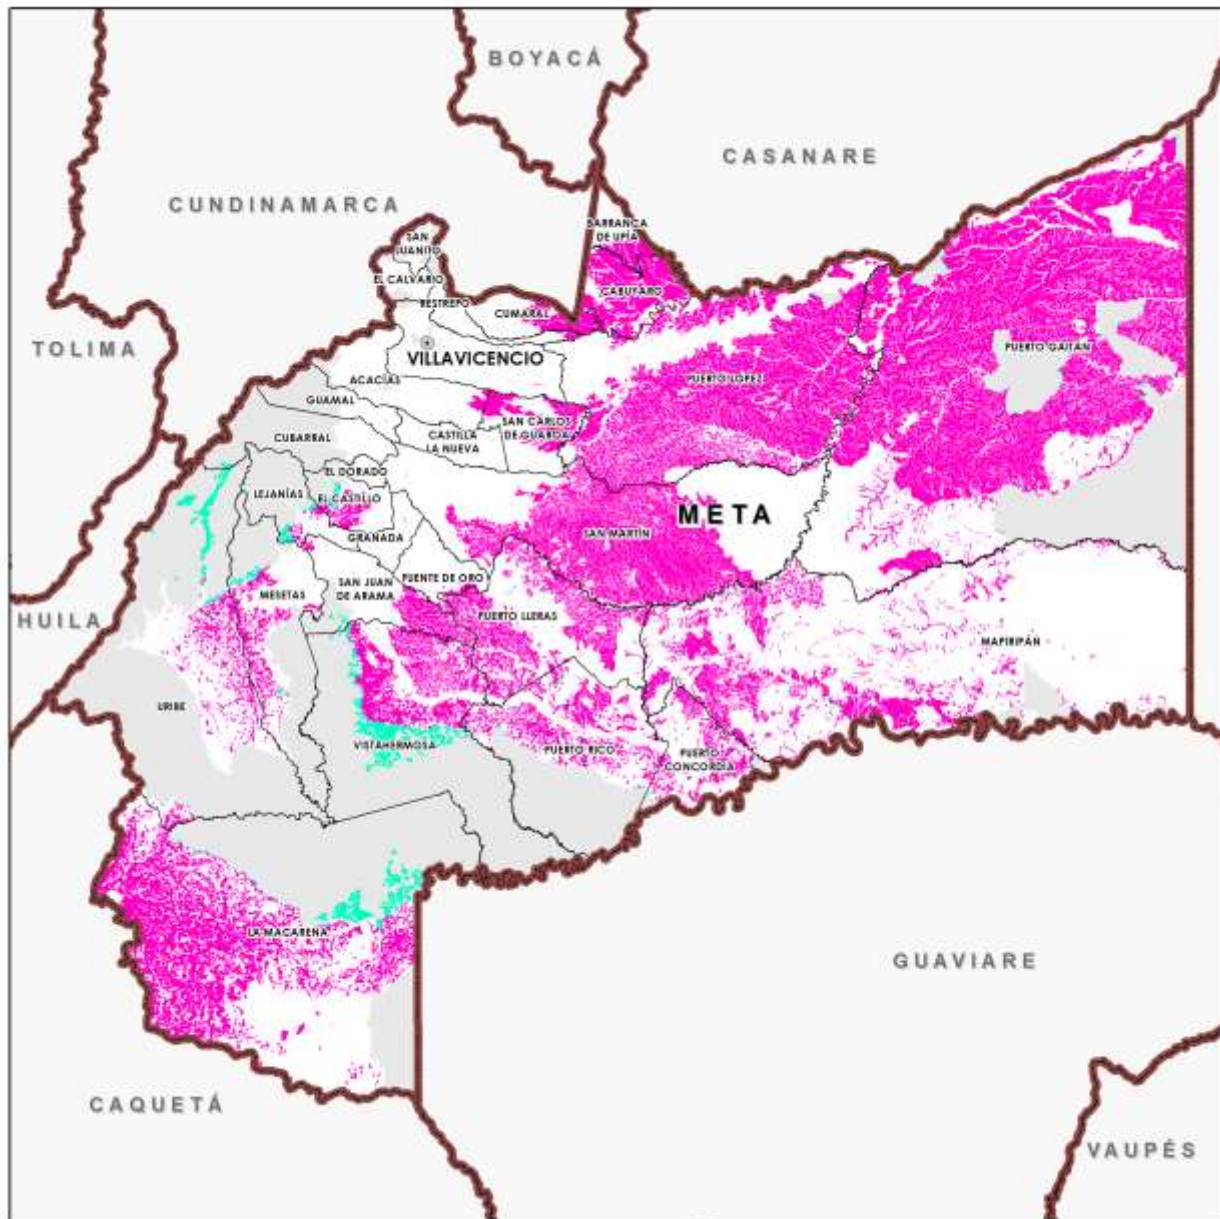 BOYACÁ
CASANARE
CUNDINAMARCA
BARRANCA
DE UPÍA
SAN
JUANITO
EL CALVARIO
CABUYARO
RESTREPO
CUMARAL
TOLIMA
VILLAVICENCIO
PUERTO GAITÁN
ACACÍAS
PUERTO LÓPEZ
GUAMAL
SAN CARLOS
DE GUAROA
CUBARRAL
CASTILLA
LA NUEVA
EL DORADO
LEJANÍAS
EL CASTILLO
META
SAN MARTÍN
GRANADA
SAN JUAN
DE ARAMA
FUENTE DE ORO
MESETAS
HUILA
PUERTO LLERAS
MAPIRIPÁN
URIBE
VISTAHERMOSA
PUERTO RICO
PUERTO
CONCORDIA
LA MACARENA
GUAVIARE
CAQUETÁ
VAUPÉS